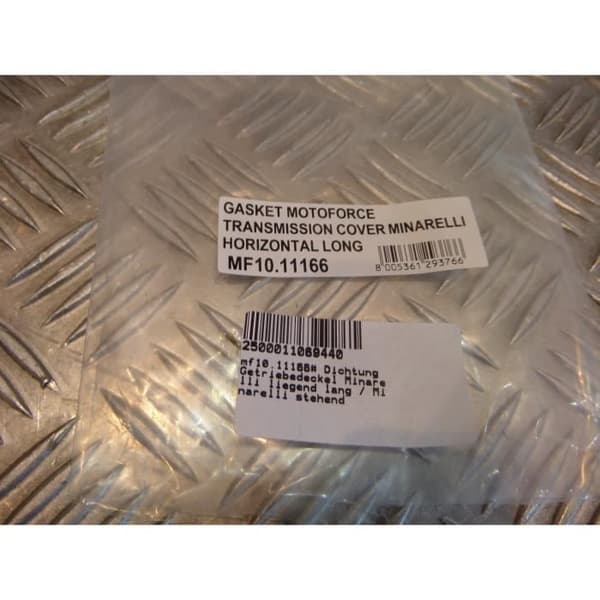 GASKET MOTOFORCE
TRANSMISSION COVER MINARELLI
HORIZONTAL LONG
MF10.11166
8 005361 293766
2500011069440
mf10.11166# Dichtung
Getriebedeckel Minare
lli liegend lang / Mi
narelli stehend